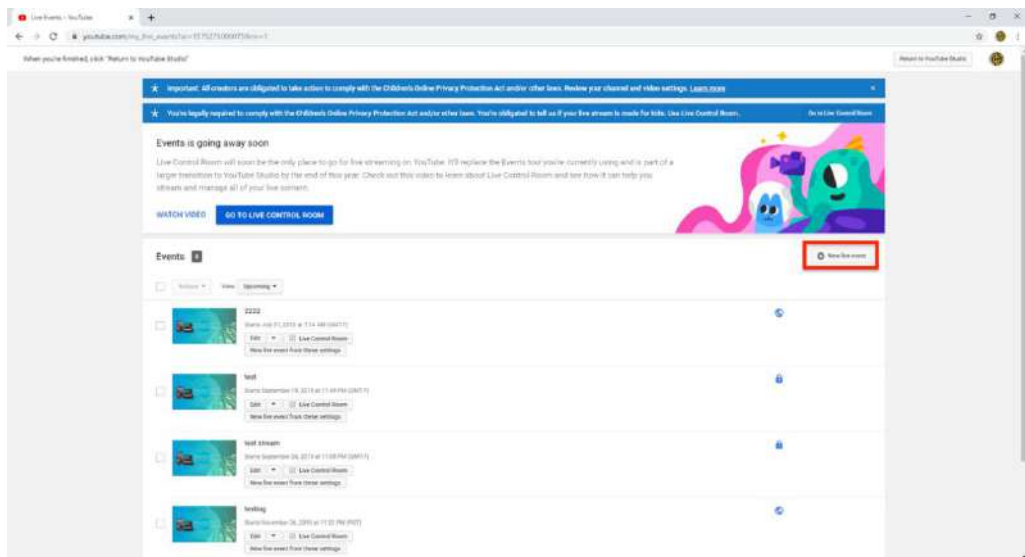 Live Events - YouTube
When you're finished, click "Return to YouTube Studio"
Return to YouTube Studio
Important: All creators are obligated to take action to comply with the Children's Online Privacy Protection Act and/or other laws. Review your channel and video settings. Learn more
You're legally required to comply with the Children's Online Privacy Protection Act and/or other laws. You're obligated to tell us if your live stream is made for kids. Use Live Control Room.
Go to Live Control Room
Events is going away soon
Live Control Room will soon be the only place to go for live streaming on YouTube. It'll replace the Events tool you're currently using and is part of a
larger transition to YouTube Studio by the end of this year. Check out this video to learn about Live Control Room and see how it can help you
stream and manage all of your live content.
WATCH VIDEO
GO TO LIVE CONTROL ROOM
Events
New live event
Actions
View
Upcoming
2222
Edit
Live Control Room
New live event from these settings
test
Edit
Live Control Room
New live event from these settings
test stream
Edit
Live Control Room
New live event from these settings
testing
Edit
Live Control Room
New live event from these settings